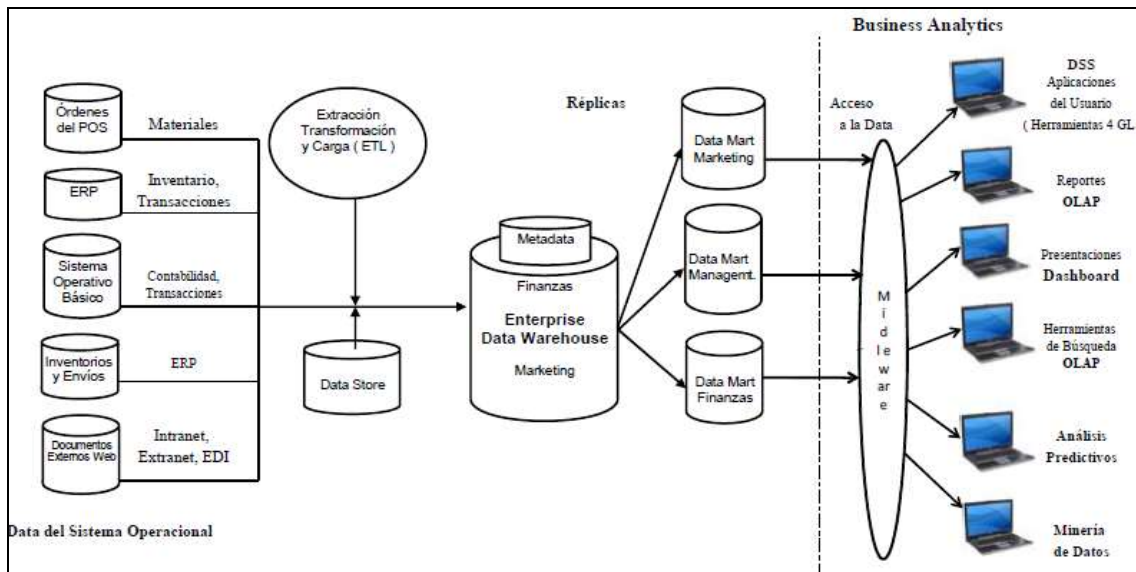 Business Analytics
Órdenes
del POS
Materiales
ERP
Inventario,
Transacciones
Sistema
Operativo
Básico
Contabilidad,
Transacciones
Inventorios
y Envíos
ERP
Documentos
Externos Web
Intranet,
Extranet, EDI
Data del Sistema Operacional
Extracción
Transformación
y Carga ( ETL )
Data Store
Metadata
Finanzas
Enterprise
Data Warehouse
Marketing
Réplicas
Data Mart
Marketing
Data Mart
Managemt.
Data Mart
Finanzas
Acceso
a la Data
Midleware
DSS
Aplicaciones
del Usuario
( Herramientas 4 GL
Reportes
OLAP
Presentaciones
Dashboard
Herramientas
de Búsqueda
OLAP
Análisis
Predictivos
Minería
de Datos